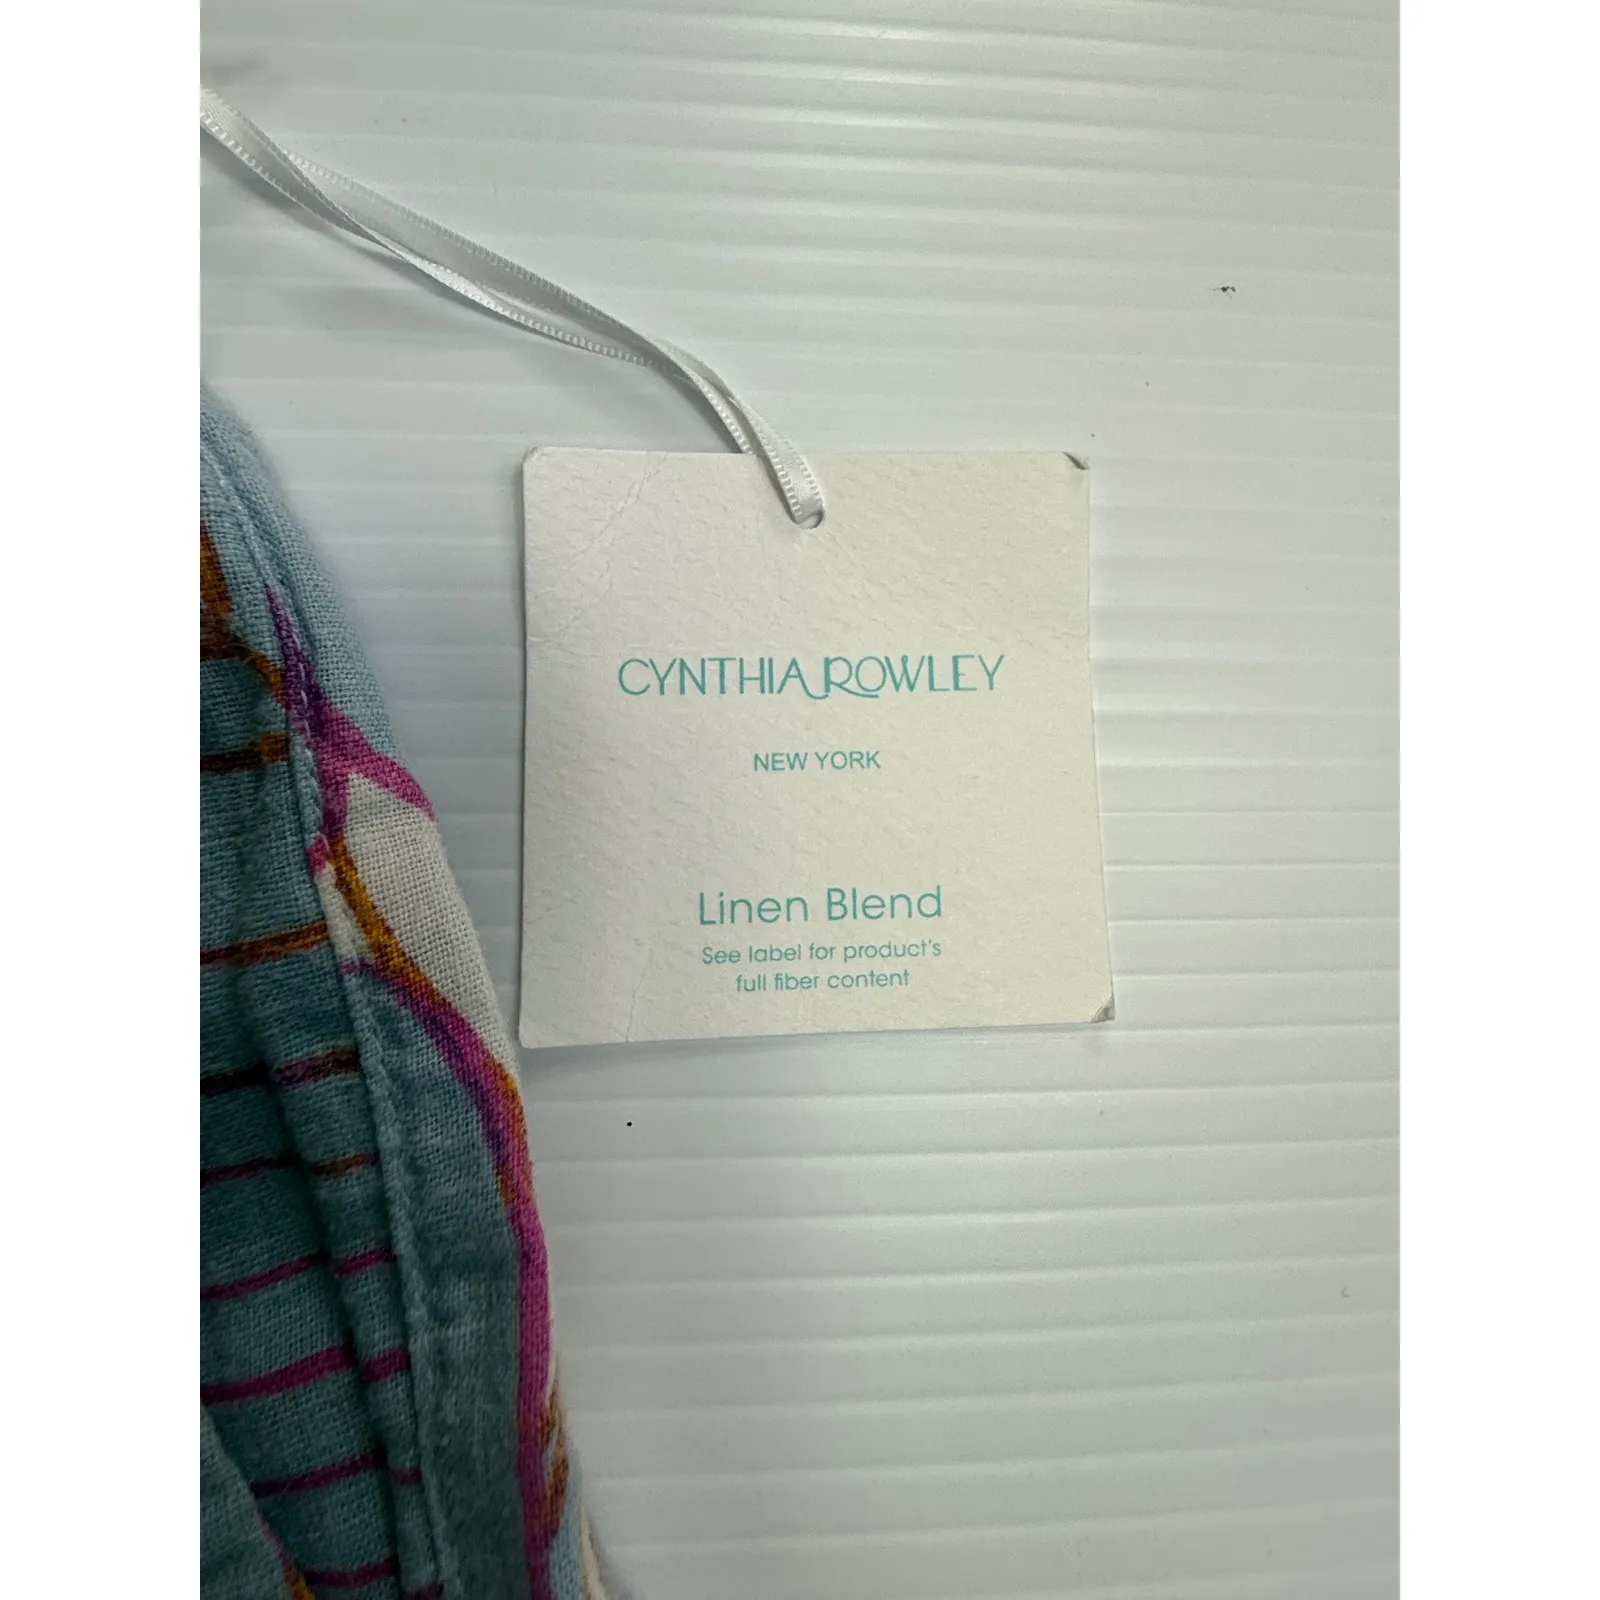 CYNTHIA ROWLEY
NEW YORK
Linen Blend
See label for product's
full fiber content